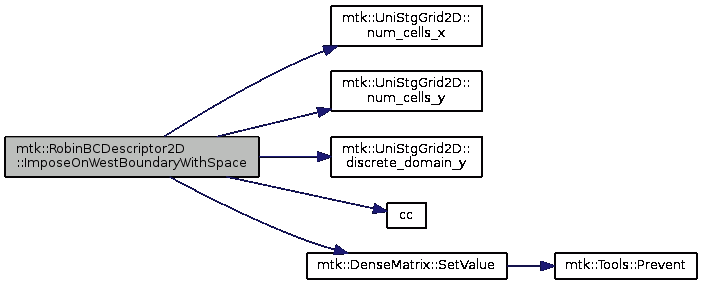 mtk::UniStgGrid2D::
num_cells_x
mtk::UniStgGrid2D::
num_cells_y
mtk::RobinBCDescriptor2D
::ImposeOnWestBoundaryWithSpace
mtk::UniStgGrid2D::
discrete_domain_y
cc
mtk::DenseMatrix::SetValue
mtk::Tools::Prevent